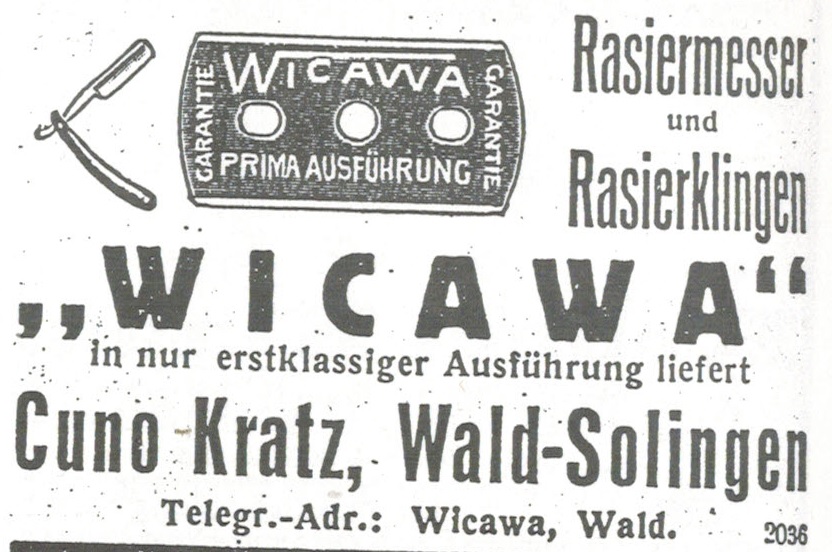 WICAWA
GARANTIE
GARANTIE
PRIMA AUSFÜHRUNG
Rasiermesser
und
Rasierklingen
„WICAWA“
in nur erstklassiger Ausführung liefert
Cuno Kratz, Wald-Solingen
Telegr.-Adr.: Wicawa, Wald.
2036